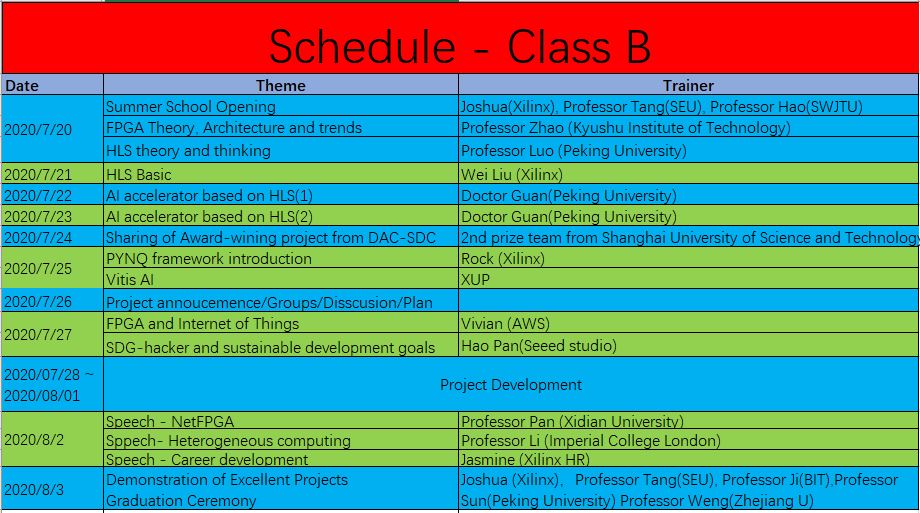 Schedule - Class B
Date Theme Trainer
2020/7/20
Summer School Opening Joshua(Xilinx), Professor Tang(SEU), Professor Hao(SWJTU)
FPGA Theory, Architecture and trends Professor Zhao (Kyushu Institute of Technology)
HLS theory and thinking Professor Luo (Peking University)
2020/7/21 HLS Basic Wei Liu (Xilinx)
2020/7/22 AI accelerator based on HLS(1) Doctor Guan(Peking University)
2020/7/23 AI accelerator based on HLS(2) Doctor Guan(Peking University)
2020/7/24 Sharing of Award-wining project from DAC-SDC 2nd prize team from Shanghai University of Science and Technology
2020/7/25
PYNQ framework introduction Rock (Xilinx)
Vitis AI XUP
2020/7/26 Project annoucemence/Groups/Disscusion/Plan
2020/7/27
FPGA and Internet of Things Vivian (AWS)
SDG-hacker and sustainable development goals Hao Pan(Seeed studio)
2020/07/28 ~
2020/08/01
Project Development
2020/8/2
Speech - NetFPGA Professor Pan (Xidian University)
Sppech- Heterogeneous computing Professor Li (Imperial College London)
Speech - Career development Jasmine (Xilinx HR)
2020/8/3
Demonstration of Excellent Projects Joshua (Xilinx), Professor Tang(SEU), Professor Ji(BIT),Professor
Graduation Ceremony Sun(Peking University) Professor Weng(Zhejiang U)